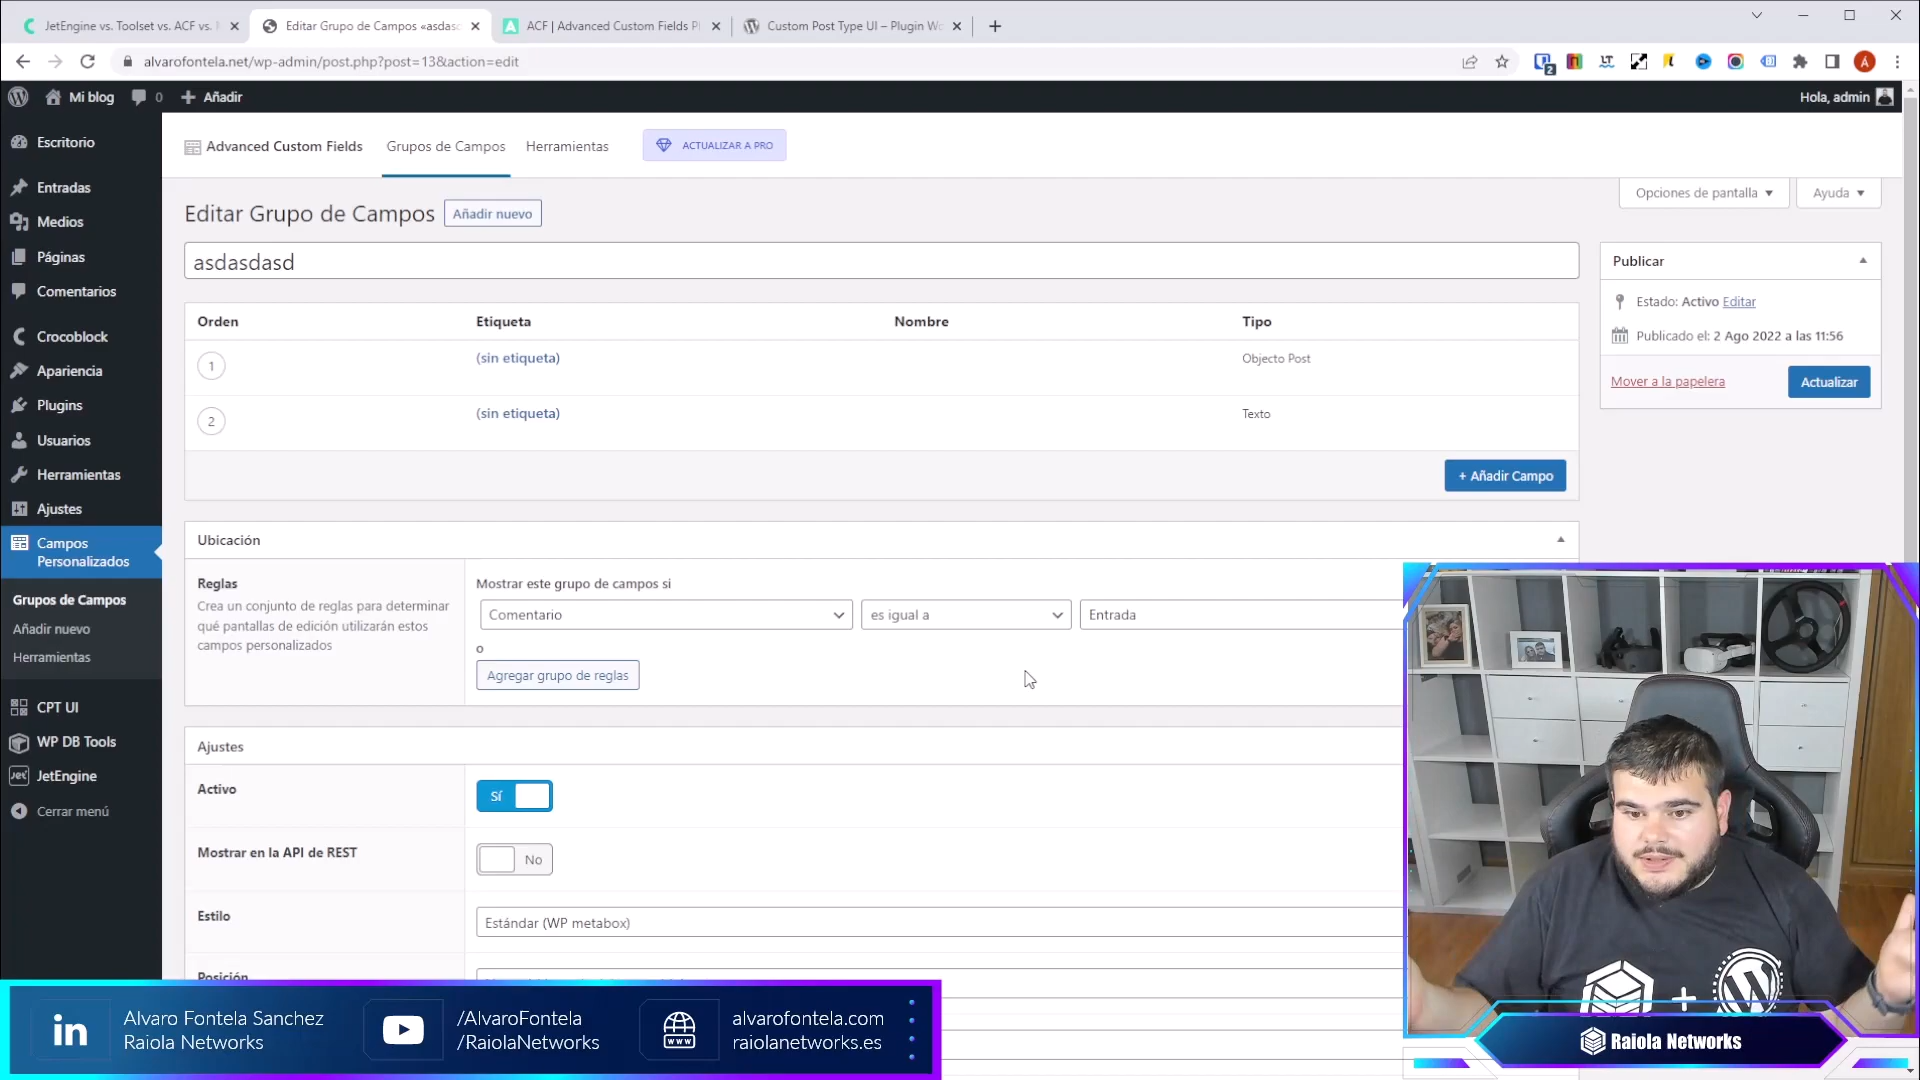 JetEngine vs. Toolset vs. ACF vs.
Editar Grupo de Campos «asdasd
ACF | Advanced Custom Fields Pl
Custom Post Type UI – Plugin Wo
alvarofontela.net/wp-admin/post.php?post=13&action=edit
Mi blog
0
Añadir
Hola, admin
Escritorio
Entradas
Medios
Páginas
Comentarios
Crocoblock
Apariencia
Plugins
Usuarios
Herramientas
Ajustes
Campos
Personalizados
Grupos de Campos
Añadir nuevo
Herramientas
CPT UI
WP DB Tools
JetEngine
Cerrar menú
Advanced Custom Fields
Grupos de Campos
Herramientas
ACTUALIZAR A PRO
Opciones de pantalla
Ayuda
Editar Grupo de Campos
Añadir nuevo
asdasdasd
Orden
Etiqueta
Nombre
Tipo
1
(sin etiqueta)
Objecto Post
2
(sin etiqueta)
Texto
+ Añadir Campo
Publicar
Estado: Activo Editar
Publicado el: 2 Ago 2022 a las 11:56
Mover a la papelera
Actualizar
Ubicación
Reglas
Crea un conjunto de reglas para determinar
qué pantallas de edición utilizarán estos
campos personalizados
Mostrar este grupo de campos si
Comentario
es igual a
Entrada
o
Agregar grupo de reglas
Ajustes
Activo
Sí
Mostrar en la API de REST
No
Estilo
Estándar (WP metabox)
Posición
in
Alvaro Fontela Sanchez
Raiola Networks
/AlvaroFontela
/RaiolaNetworks
www
alvarofontela.com
raiolanetworks.es
+
Raiola Networks